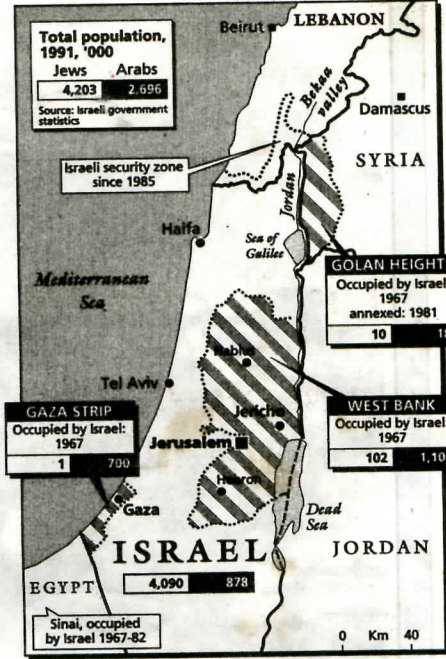 Total population,
1991, '000
Jews Arabs
4,203 2,696
Source: Israeli government
statistics
Beirut
LEBANON
Bekaa
valley
Damascus
SYRIA
Israeli security zone
since 1985
Jordan
Haifa
Sea of
Galilee
GOLAN HEIGHT
Occupied by Israel
1967
annexed: 1981
10
Mediterranean
Sea
Nablus
Tel Aviv
Jericho
WEST BANK
Occupied by Israel
1967
102 1,10
GAZA STRIP
Occupied by Israel:
1967
1 700
Jerusalem
Hebron
Gaza
Dead
Sea
ISRAEL
4,090 878
JORDAN
EGYPT
Sinai, occupied
by Israel 1967-82
0 Km 40